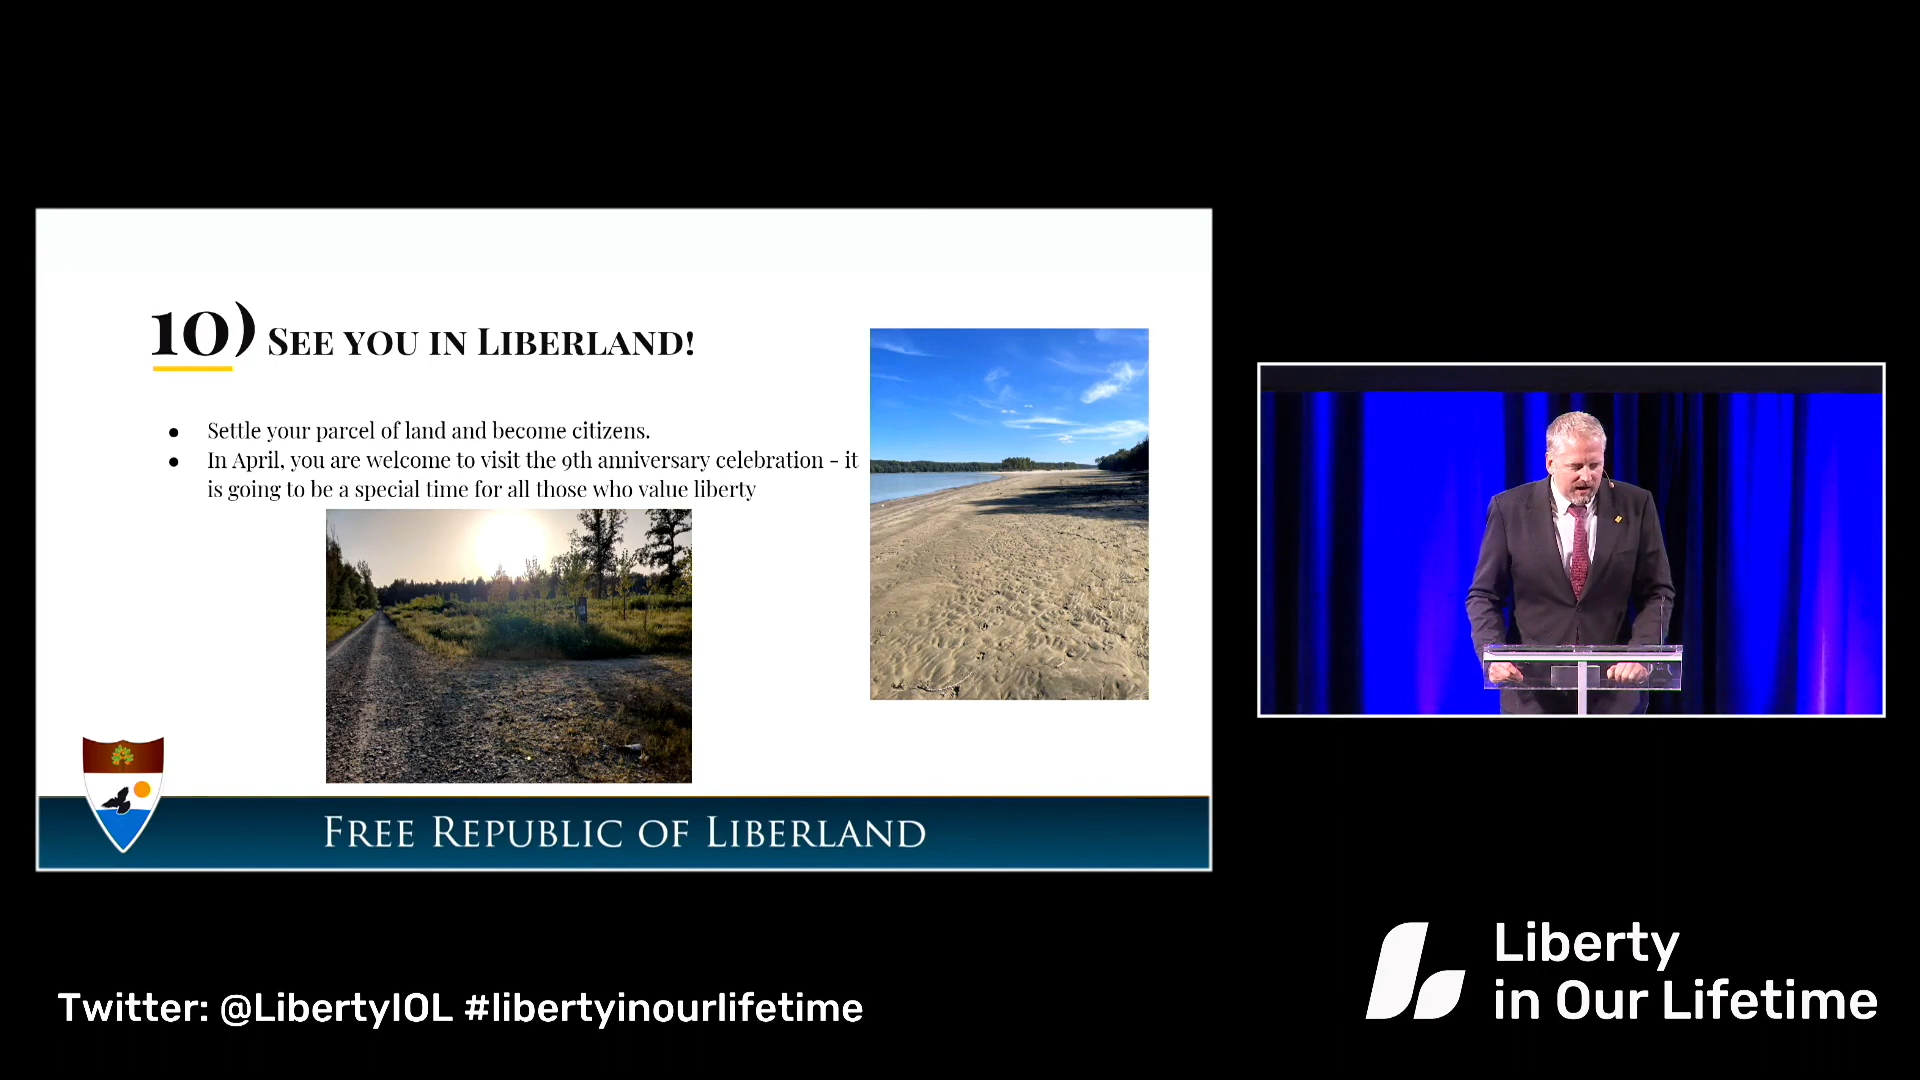 10) See you in Liberland!
● Settle your parcel of land and become citizens.
● In April, you are welcome to visit the 9th anniversary celebration - it
is going to be a special time for all those who value liberty
Free Republic of Liberland
Twitter: @LibertyIOL #libertyinourlifetime
Liberty
in Our Lifetime